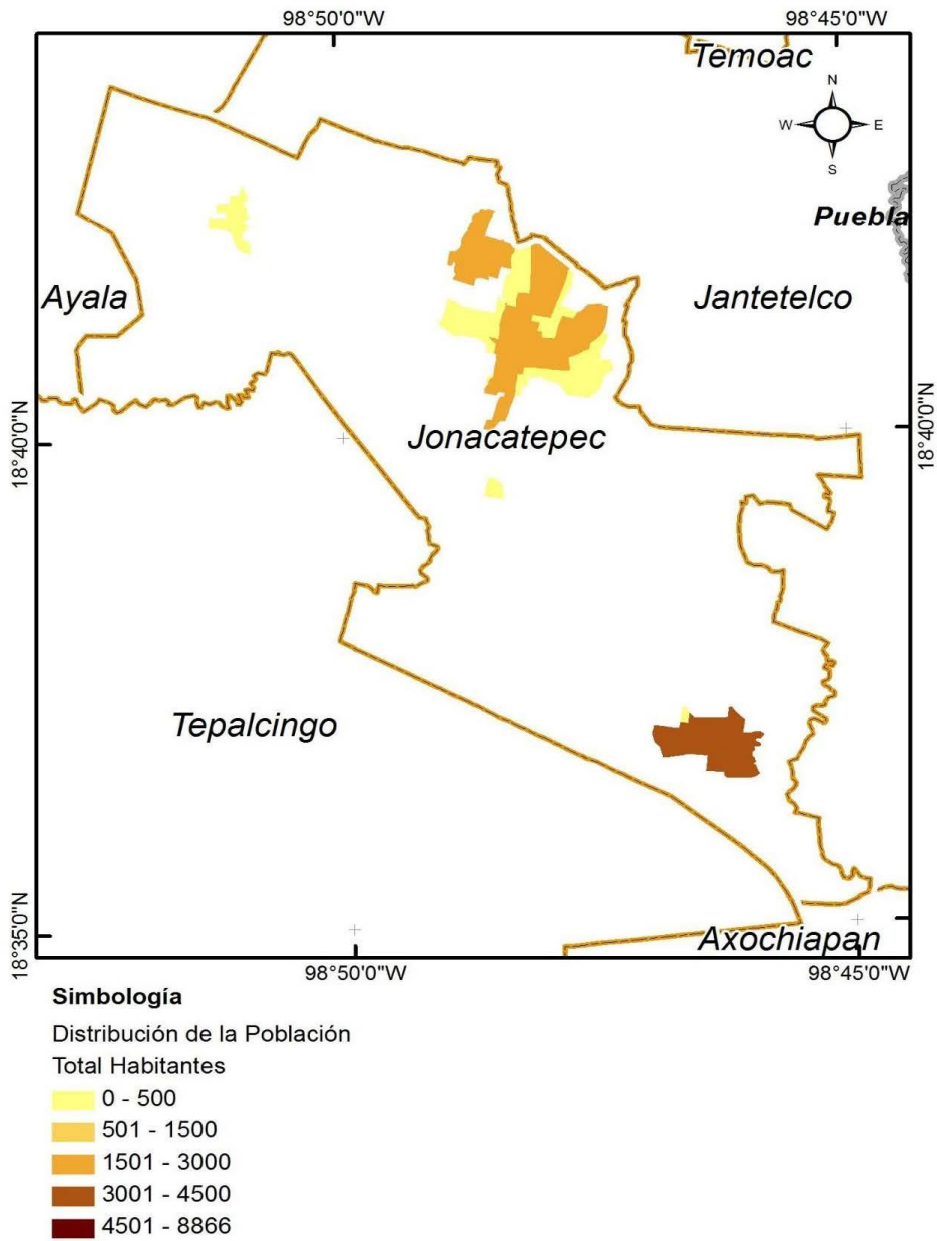 98°50'0"W
98°45'0"W
Temoac
N
W
E
S
Puebla
Ayala
Jantetelco
18°40'0"N
18°40'0"N
Jonacatepec
Tepalcingo
18°35'0"N
Axochiapan
98°50'0"W
98°45'0"W
Simbología
Distribución de la Población
Total Habitantes
0 - 500
501 - 1500
1501 - 3000
3001 - 4500
4501 - 8866